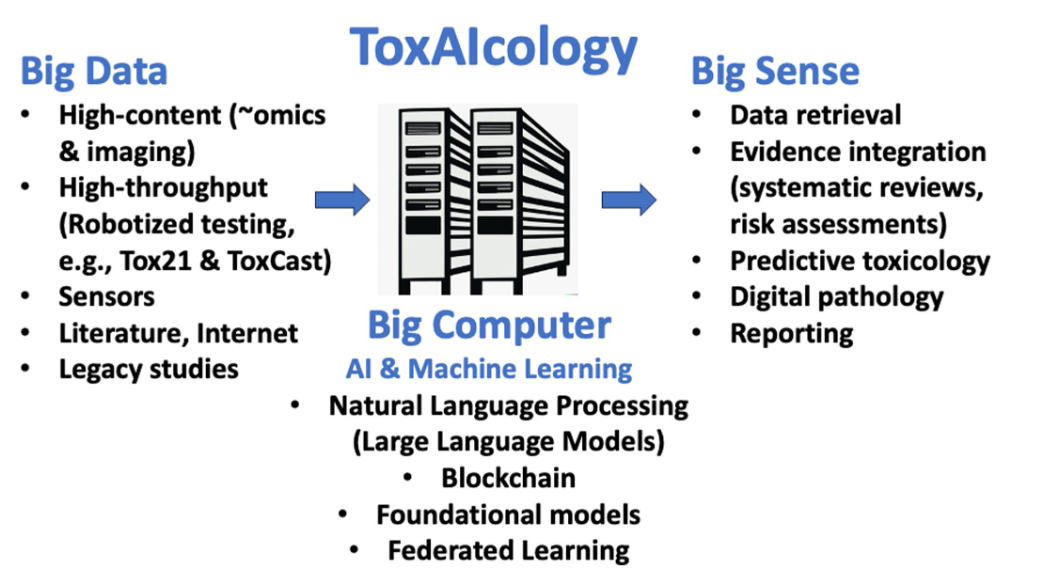 ToxAIcology
Big Data
• High-content (~omics
& imaging)
• High-throughput
(Robotized testing,
e.g., Tox21 & ToxCast)
• Sensors
• Literature, Internet
• Legacy studies
Big Computer
AI & Machine Learning
• Natural Language Processing
(Large Language Models)
• Blockchain
• Foundational models
• Federated Learning
Big Sense
• Data retrieval
• Evidence integration
(systematic reviews,
risk assessments)
• Predictive toxicology
• Digital pathology
• Reporting